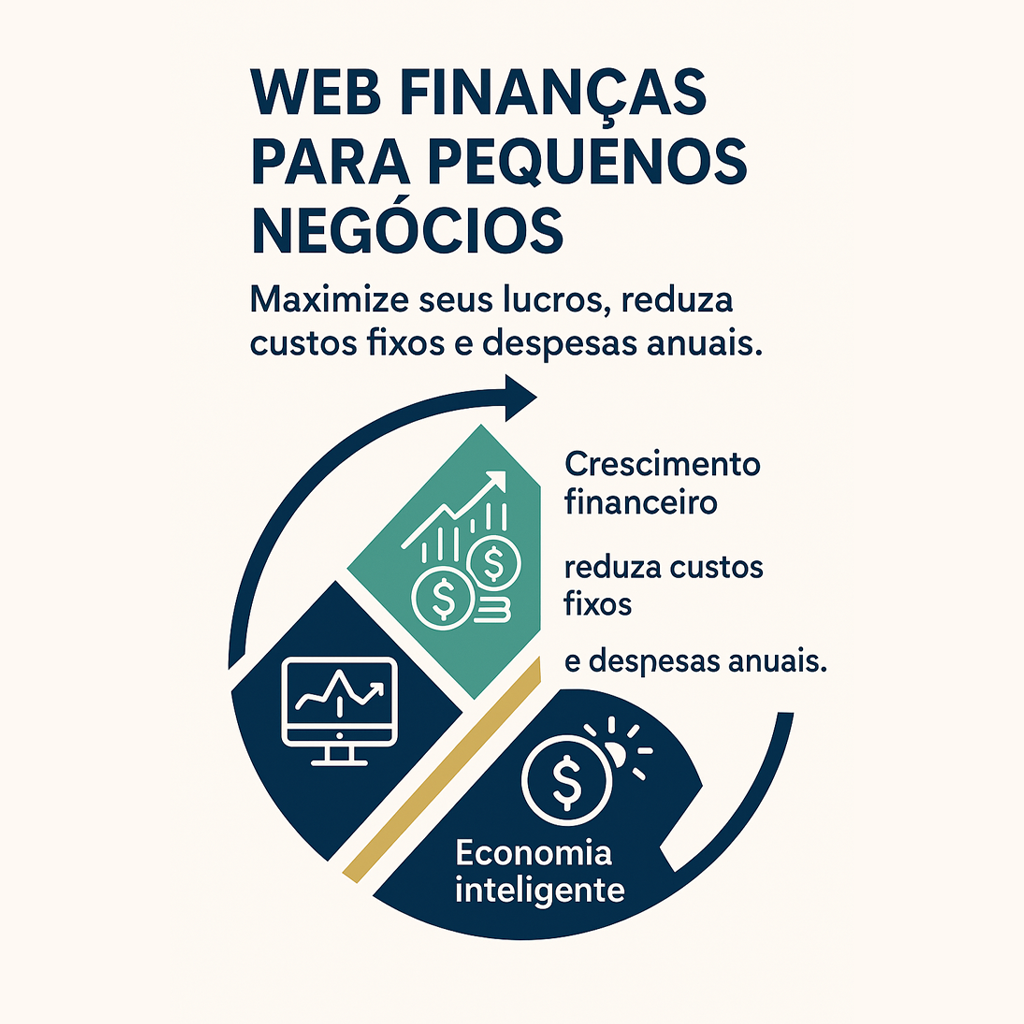 WEB FINANÇAS
PARA PEQUENOS
NEGÓCIOS
Maximize seus lucros, reduza
custos fixos e despesas anuais.
Crescimento
financeiro
reduza custos
fixos
e despesas anuais.
$
$
$
Economia
inteligente